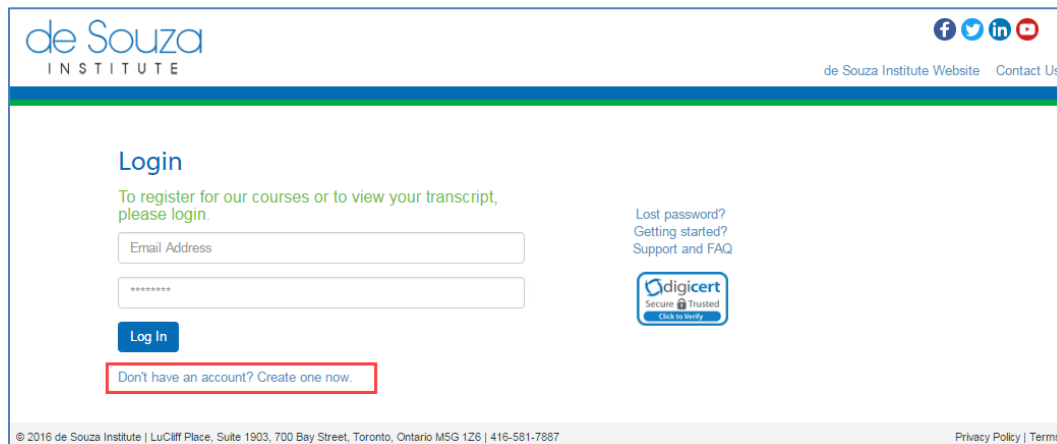 de Souza
INSTITUTE
de Souza Institute Website Contact Us
Login
To register for our courses or to view your transcript,
please login.
Email Address
********
Log In
Don't have an account? Create one now.
Lost password?
Getting started?
Support and FAQ
digicert
Secure Trusted
Click to Verify
© 2016 de Souza Institute | LuCliff Place, Suite 1903, 700 Bay Street, Toronto, Ontario M5G 1Z6 | 416-581-7887
Privacy Policy | Terms